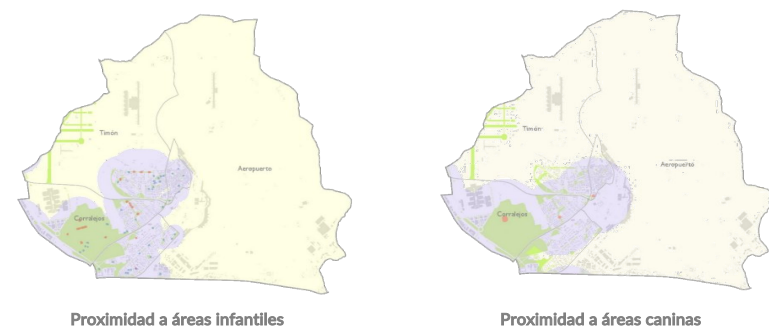 Timón
Aeropuerto
Corralejos
Proximidad a áreas infantiles
Timón
Aeropuerto
Corralejos
Proximidad a áreas caninas